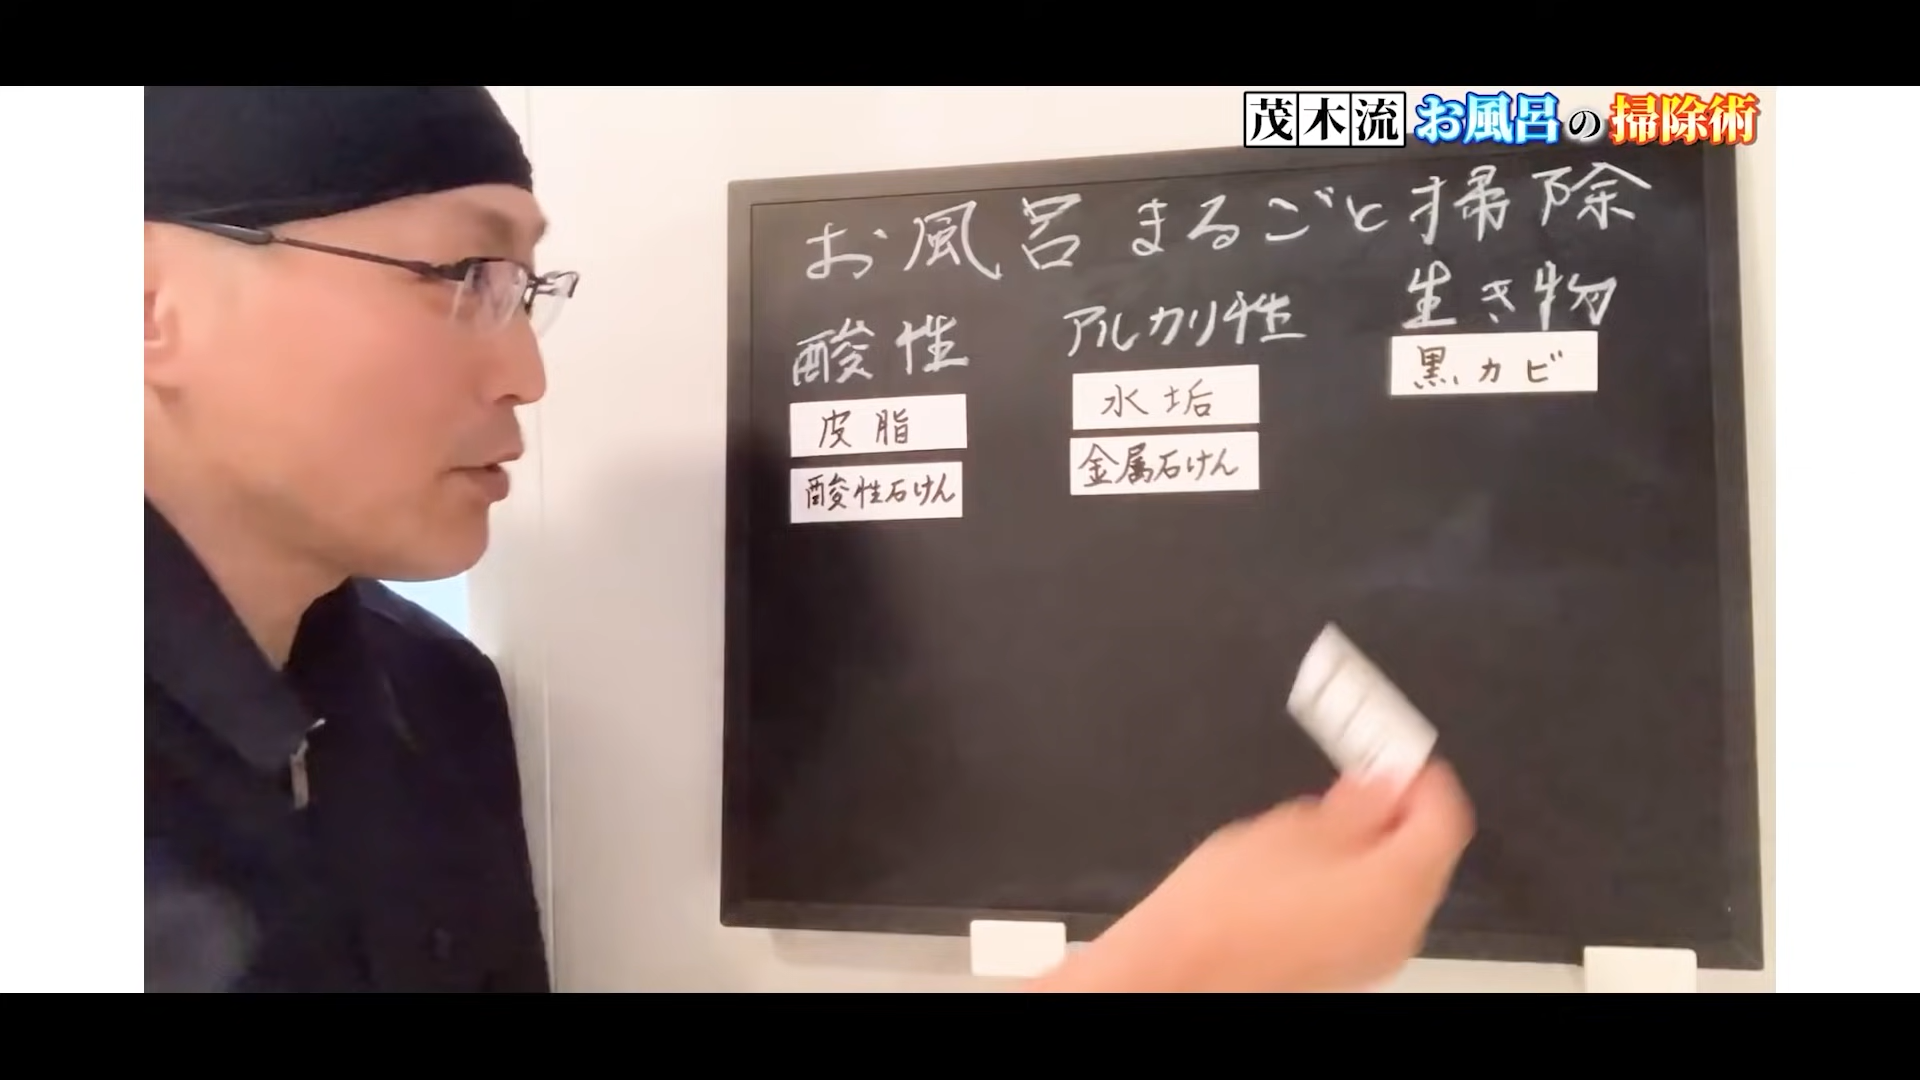 茂木流 お風呂の掃除術
お風呂まるごと掃除
酸性 アルカリ性 生き物
皮脂 水垢 黒カビ
酸性石けん 金属石けん